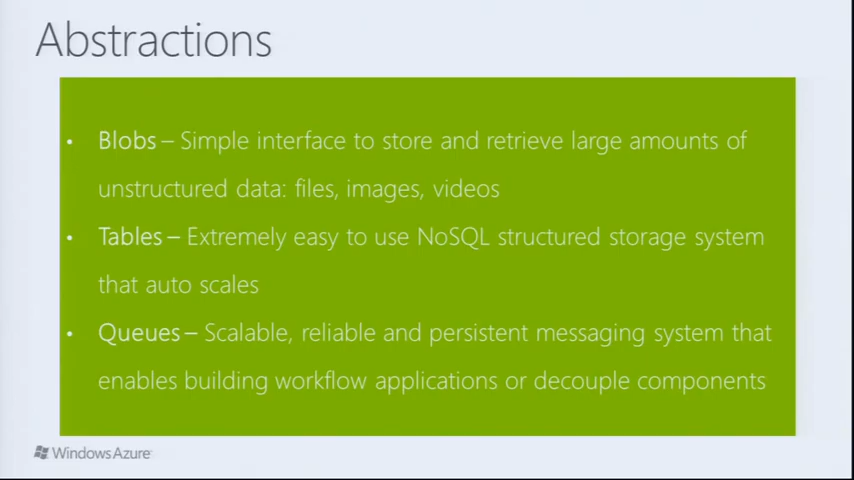 Abstractions
• Blobs – Simple interface to store and retrieve large amounts of
unstructured data: files, images, videos
• Tables – Extremely easy to use NoSQL structured storage system
that auto scales
• Queues – Scalable, reliable and persistent messaging system that
enables building workflow applications or decouple components
Windows Azure